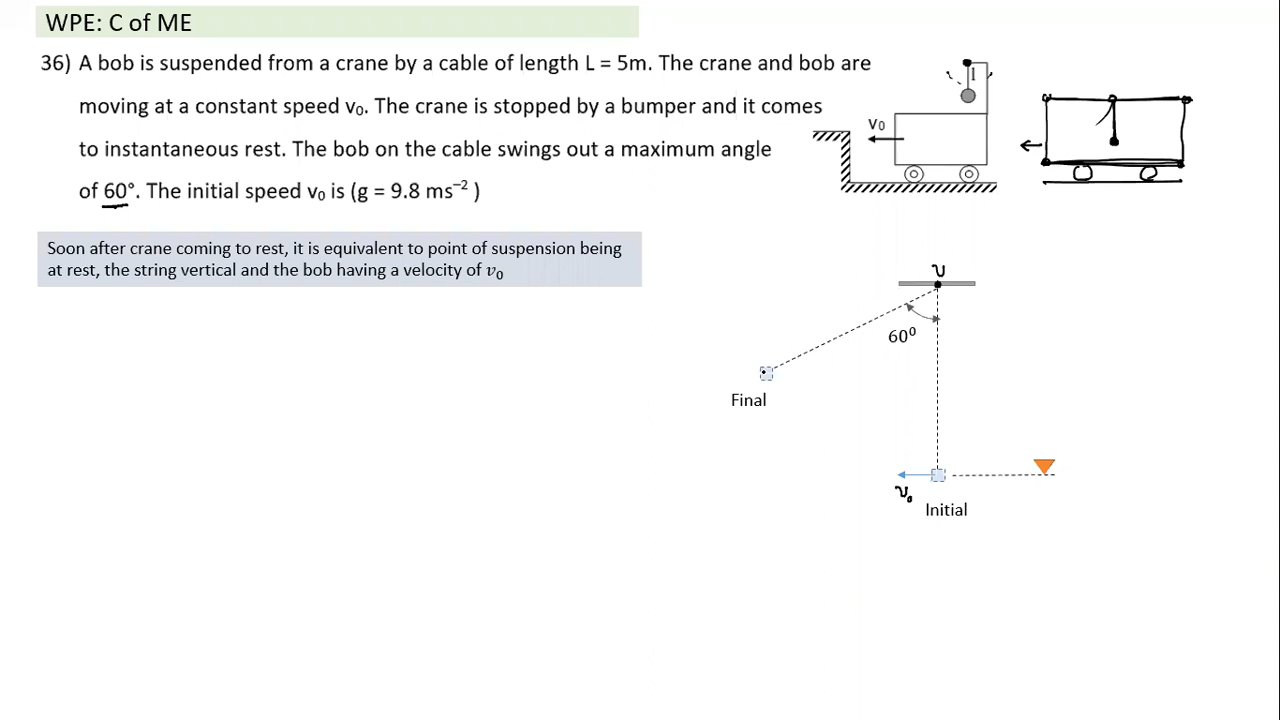 WPE: C of ME
36) A bob is suspended from a crane by a cable of length L = 5m. The crane and bob are
moving at a constant speed v₀. The crane is stopped by a bumper and it comes
to instantaneous rest. The bob on the cable swings out a maximum angle
of 60°. The initial speed v₀ is (g = 9.8 ms⁻² )
l
V₀
Soon after crane coming to rest, it is equivalent to point of suspension being
at rest, the string vertical and the bob having a velocity of 𝑣₀
υ
60⁰
Final
υ₀
Initial